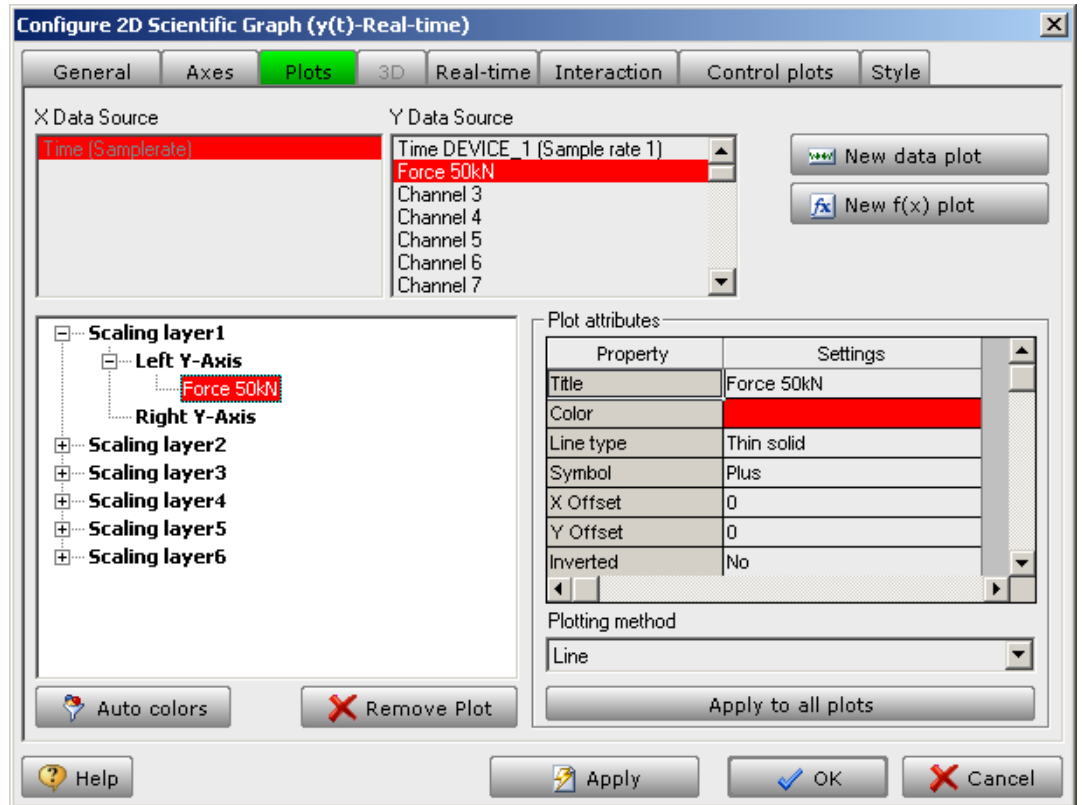 Configure 2D Scientific Graph (y(t)-Real-time)
General Axes Plots 3D Real-time Interaction Control plots Style
X Data Source
Time (Samplerate)
Y Data Source
Time DEVICE_1 (Sample rate 1)
Force 50kN
Channel 3
Channel 4
Channel 5
Channel 6
Channel 7
New data plot
fx New f(x) plot
Scaling layer1
Left Y-Axis
Force 50kN
Right Y-Axis
Scaling layer2
Scaling layer3
Scaling layer4
Scaling layer5
Scaling layer6
Auto colors
Remove Plot
Plot attributes
Property Settings
Title Force 50kN
Color
Line type Thin solid
Symbol Plus
X Offset 0
Y Offset 0
Inverted No
Plotting method
Line
Apply to all plots
Help
Apply
OK
Cancel